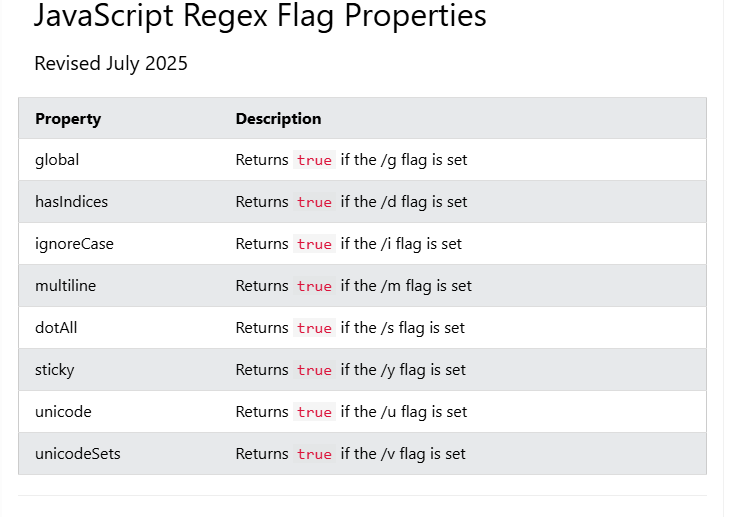 JavaScript Regex Flag Properties
Revised July 2025
Property Description
global Returns true if the /g flag is set
hasIndices Returns true if the /d flag is set
ignoreCase Returns true if the /i flag is set
multiline Returns true if the /m flag is set
dotAll Returns true if the /s flag is set
sticky Returns true if the /y flag is set
unicode Returns true if the /u flag is set
unicodeSets Returns true if the /v flag is set